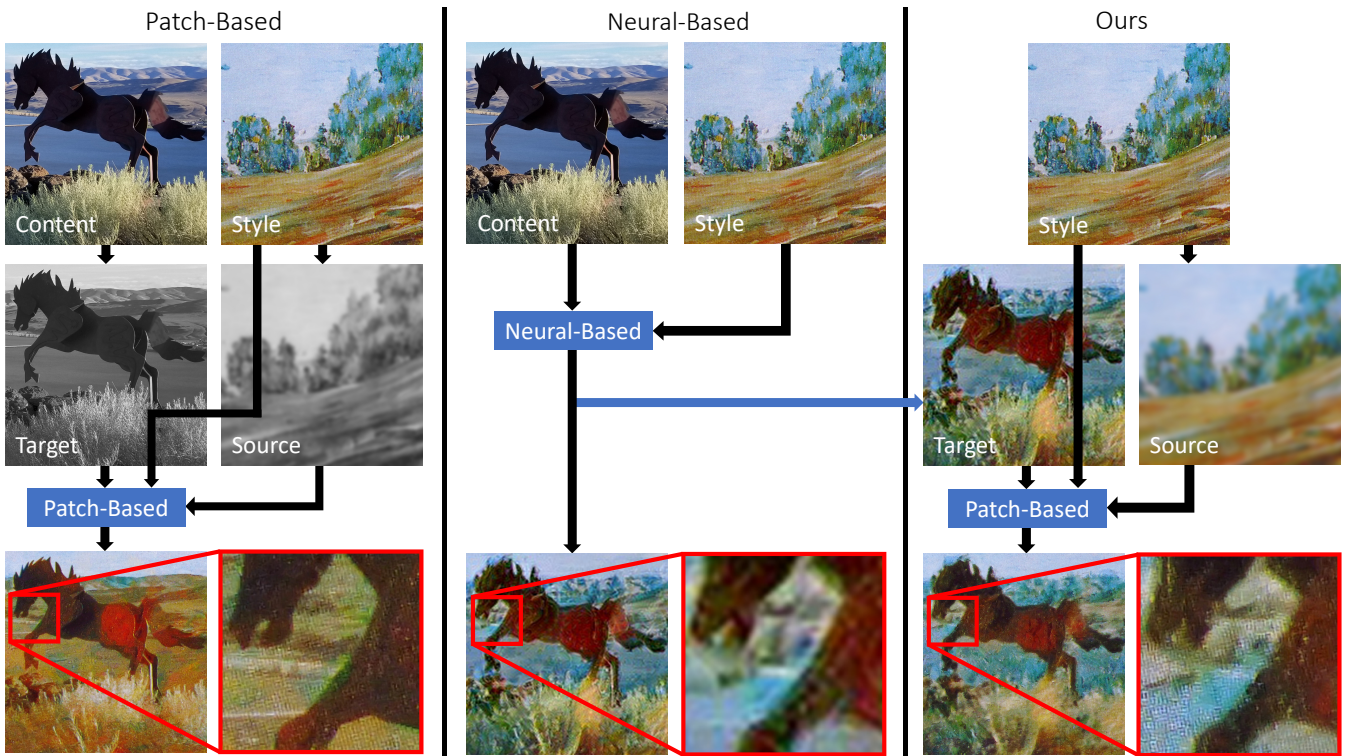 Patch-Based
Neural-Based
Ours
Content
Style
Content
Style
Style
Neural-Based
Target
Source
Target
Source
Patch-Based
Patch-Based